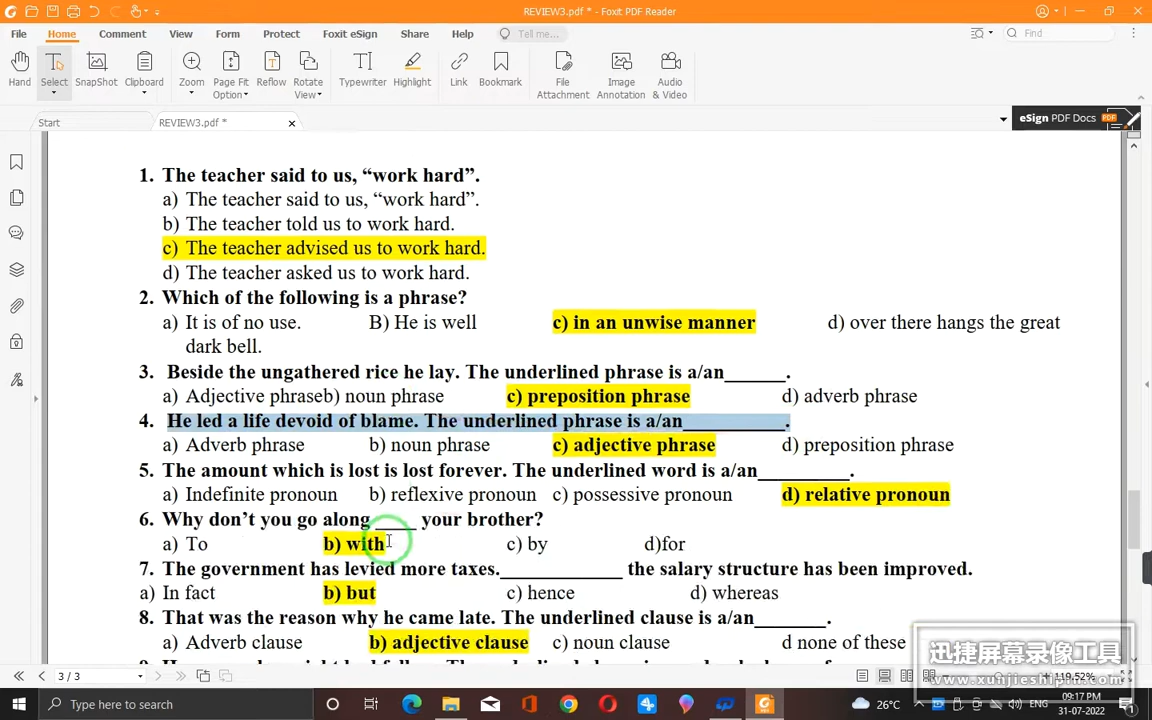 REVIEW3.pdf * - Foxit PDF Reader
File Home Comment View Form Protect Foxit eSign Share Help Tell me... Find
Hand Select SnapShot Clipboard Zoom Page Fit Option Reflow Rotate View Typewriter Highlight Link Bookmark File Attachment Image Annotation Audio & Video
Start REVIEW3.pdf * eSign PDF Docs PDF
1. The teacher said to us, “work hard”.
a) The teacher said to us, “work hard”.
b) The teacher told us to work hard.
c) The teacher advised us to work hard.
d) The teacher asked us to work hard.
2. Which of the following is a phrase?
a) It is of no use. B) He is well c) in an unwise manner d) over there hangs the great
dark bell.
3. Beside the ungathered rice he lay. The underlined phrase is a/an______.
a) Adjective phraseb) noun phrase c) preposition phrase d) adverb phrase
4. He led a life devoid of blame. The underlined phrase is a/an__________.
a) Adverb phrase b) noun phrase c) adjective phrase d) preposition phrase
5. The amount which is lost is lost forever. The underlined word is a/an_________.
a) Indefinite pronoun b) reflexive pronoun c) possessive pronoun d) relative pronoun
6. Why don’t you go along ____ your brother?
a) To b) with c) by d)for
7. The government has levied more taxes.____________ the salary structure has been improved.
a) In fact b) but c) hence d) whereas
8. That was the reason why he came late. The underlined clause is a/an_______.
a) Adverb clause b) adjective clause c) noun clause d none of these
迅捷屏幕录像工具
www.xunjieshipin.com
3 / 3 119.52%
Type here to search 26°C ENG 09:17 PM
31-07-2022